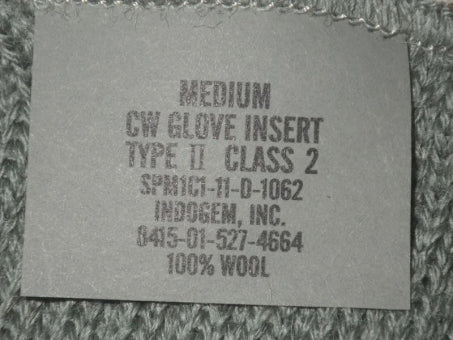 MEDIUM
CW GLOVE INSERT
TYPE II CLASS 2
SPM1C1-11-D-1062
INDOGEM, INC.
8415-01-527-4664
100% WOOL